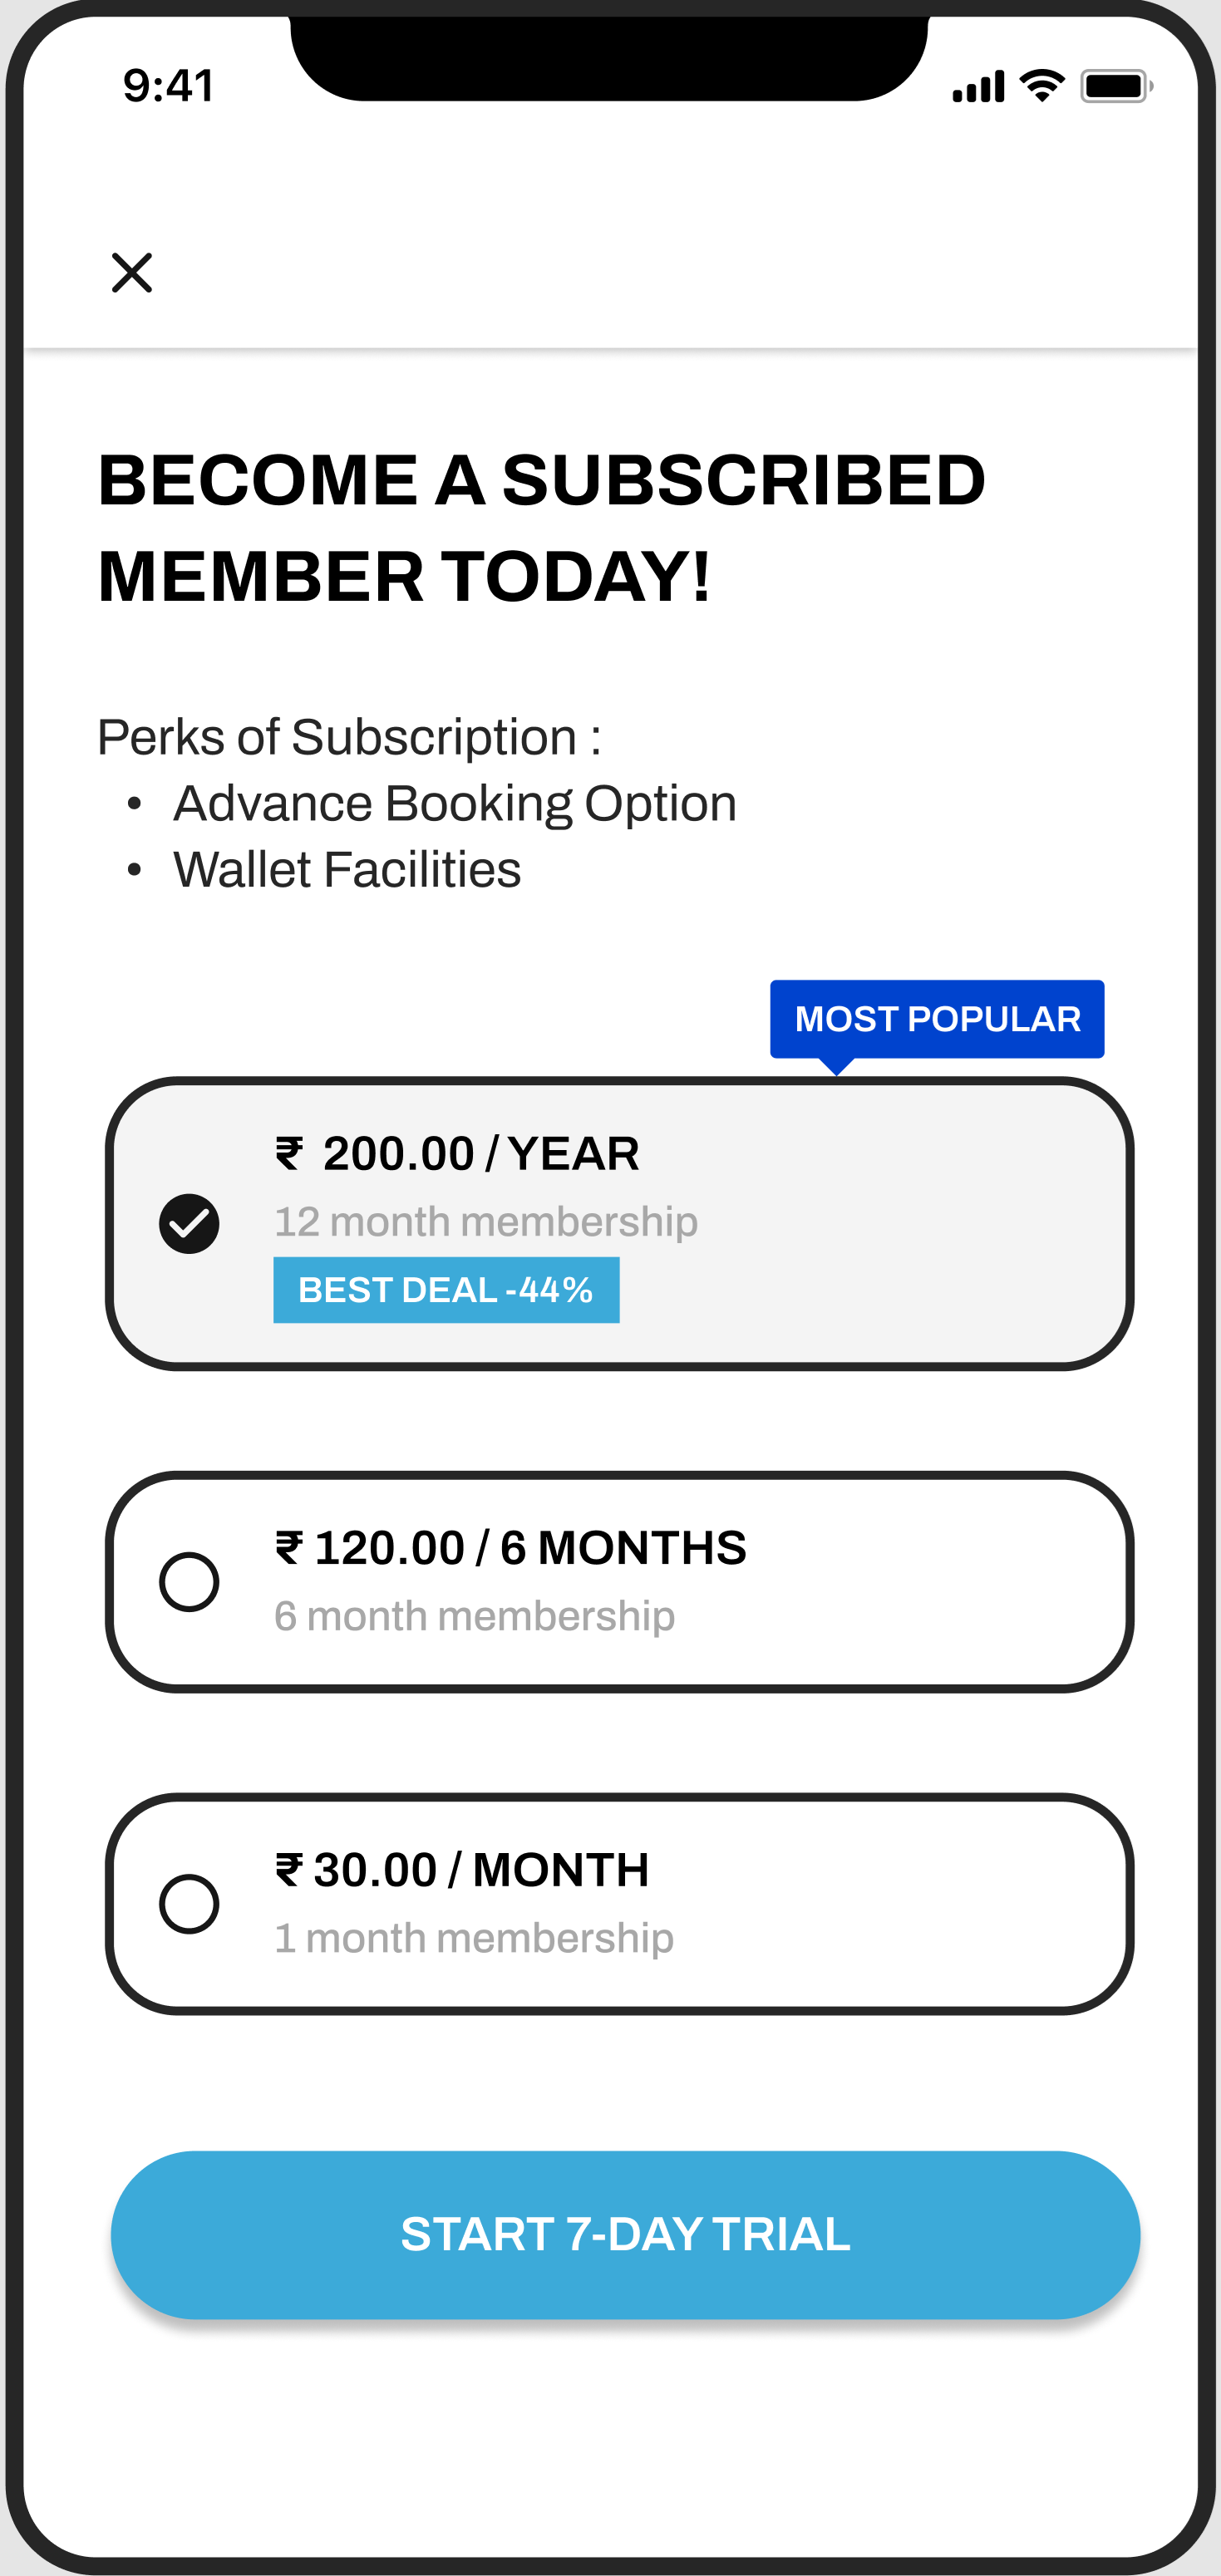 9:41
BECOME A SUBSCRIBED
MEMBER TODAY!
Perks of Subscription :
• Advance Booking Option
• Wallet Facilities
MOST POPULAR
₹ 200.00 / YEAR
12 month membership
BEST DEAL -44%
₹ 120.00 / 6 MONTHS
6 month membership
₹ 30.00 / MONTH
1 month membership
START 7-DAY TRIAL